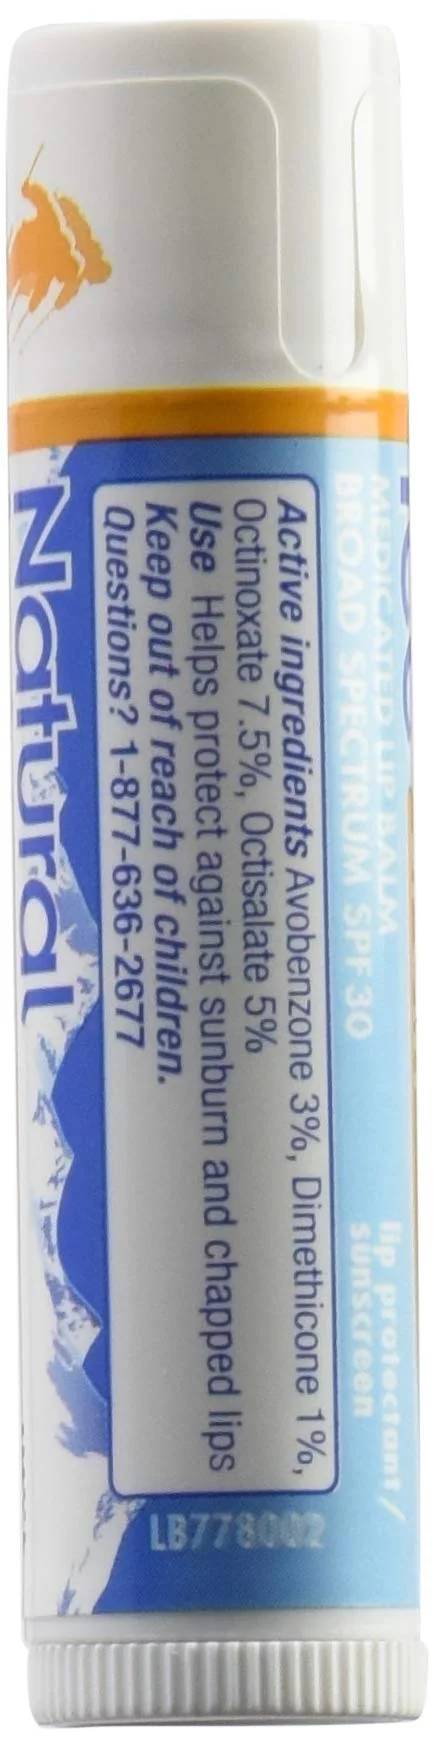 MEDICATED LIP BALM
BROAD SPECTRUM SPF 30
lip protectant/
sunscreen
Active ingredients Avobenzone 3%, Dimethicone 1%,
Octinoxate 7.5%, Octisalate 5%
Use Helps protect against sunburn and chapped lips
Keep out of reach of children.
Questions? 1-877-636-2677
Natural
LB778002